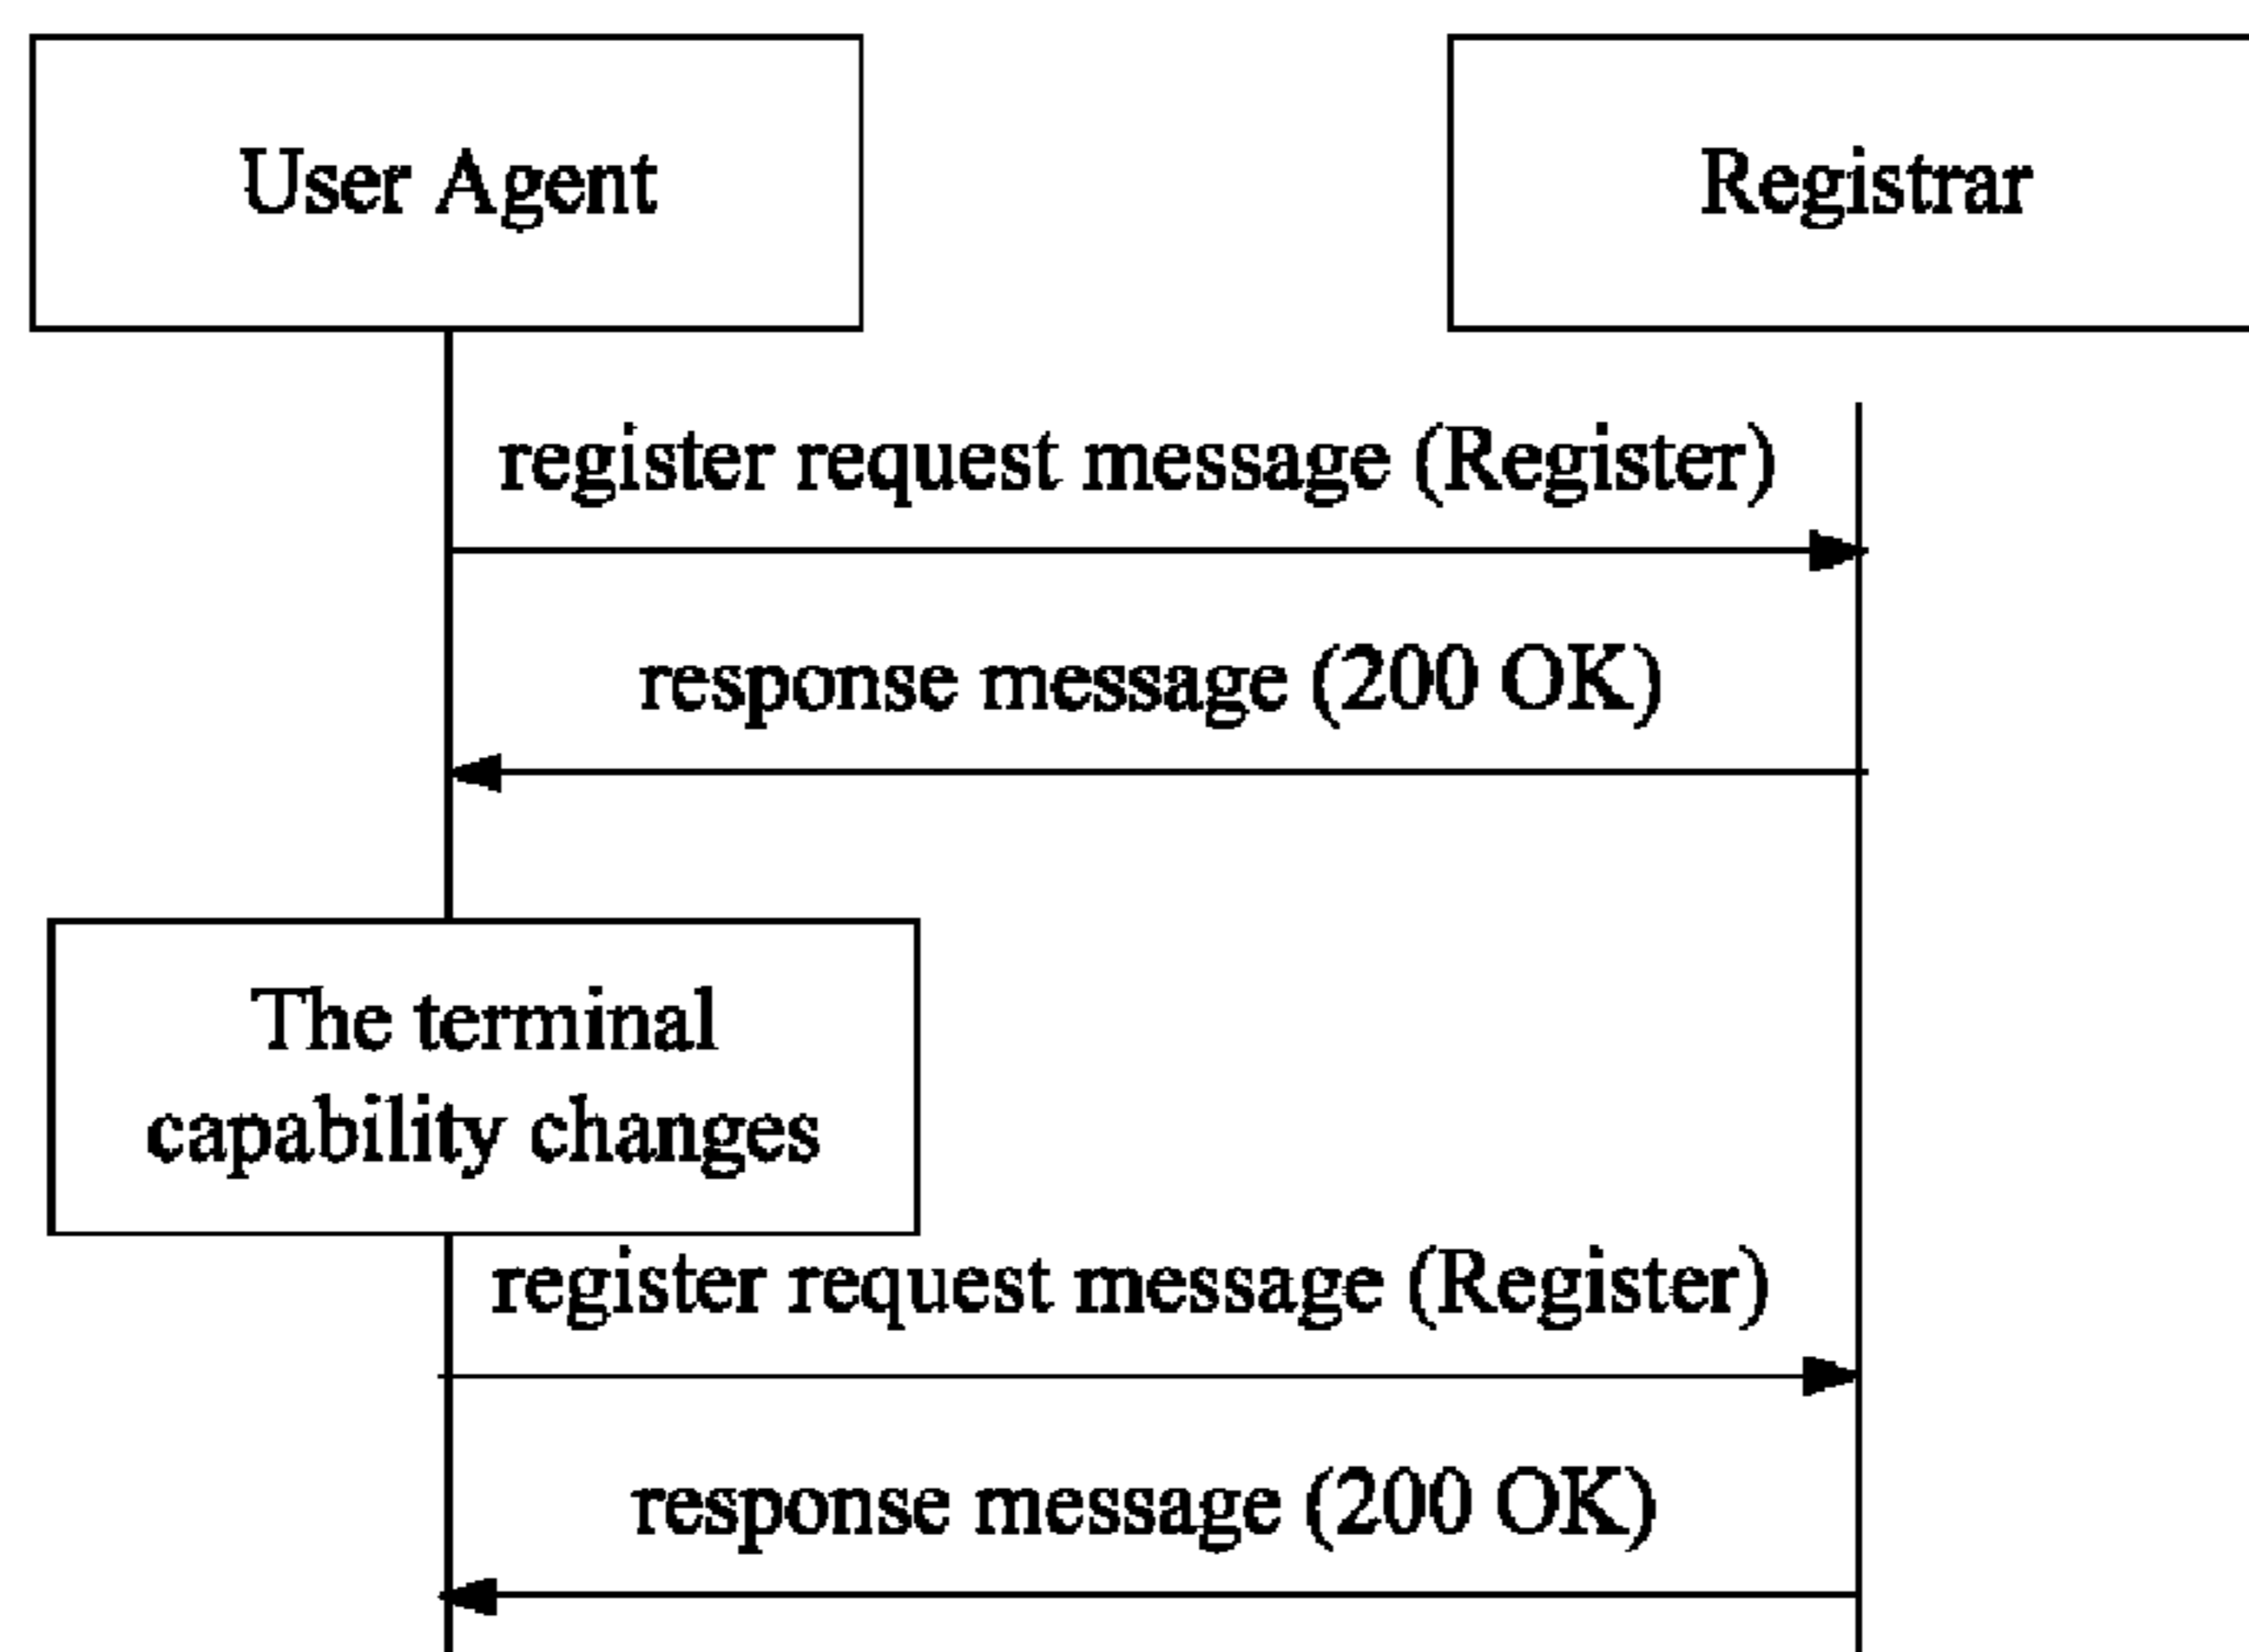 User Agent
Registrar
register request message (Register)
response message (200 OK)
The terminal
capability changes
register request message (Register)
response message (200 OK)